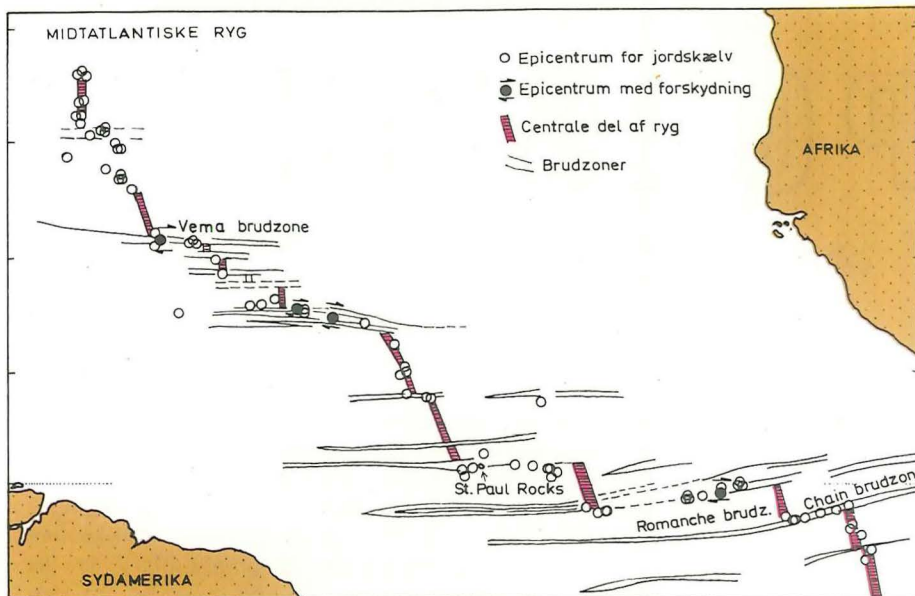 MIDTATLANTISKE RYG
Epicentrum for jordskælv
Epicentrum med forskydning
Centrale del af ryg
Brudzoner
AFRIKA
Vema brudzone
St. Paul Rocks
Romanche brudz.
Chain brudzon
SYDAMERIKA